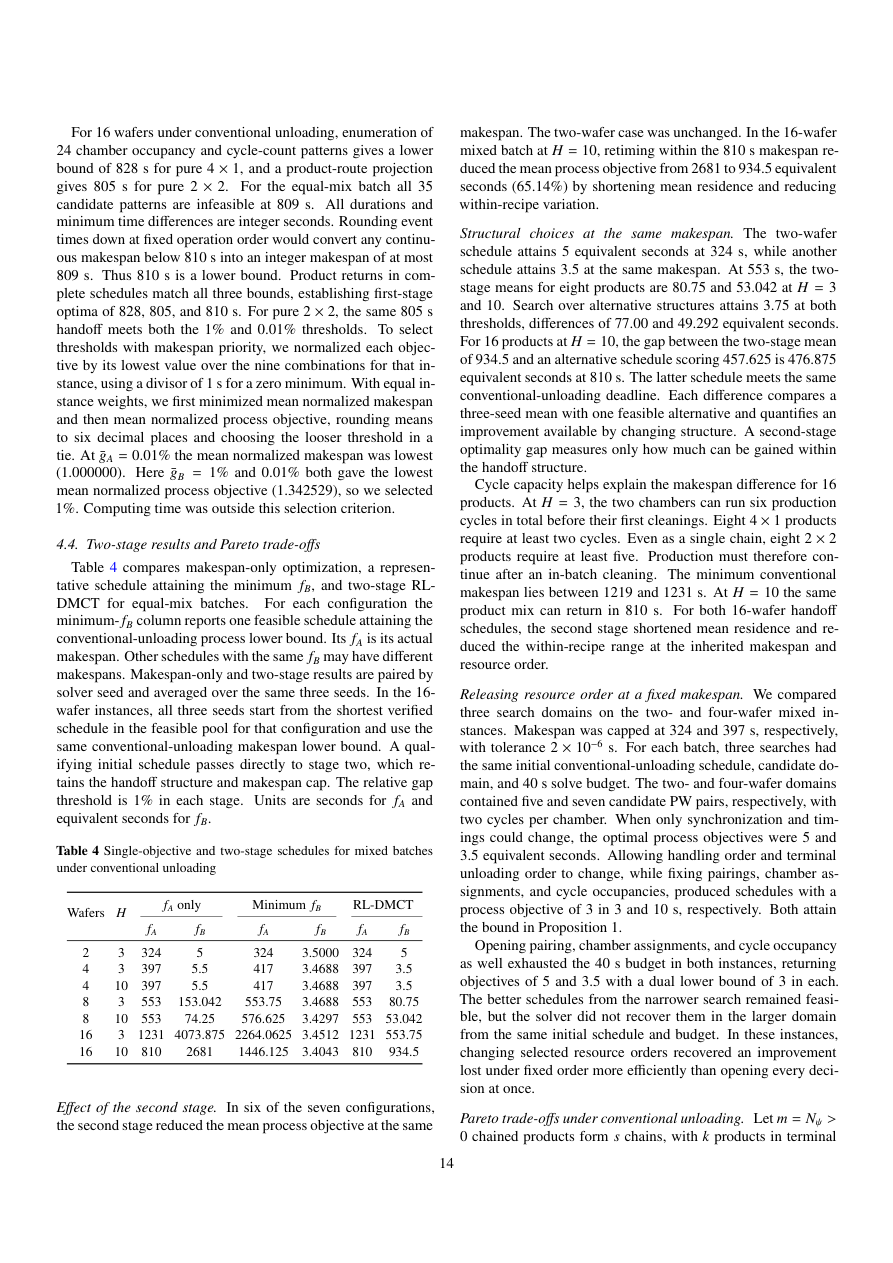 For 16 wafers under conventional unloading, enumeration of
24 chamber occupancy and cycle-count patterns gives a lower
bound of 828 s for pure 4 × 1, and a product-route projection
gives 805 s for pure 2 × 2. For the equal-mix batch all 35
candidate patterns are infeasible at 809 s. All durations and
minimum time differences are integer seconds. Rounding event
times down at fixed operation order would convert any continu-
ous makespan below 810 s into an integer makespan of at most
809 s. Thus 810 s is a lower bound. Product returns in com-
plete schedules match all three bounds, establishing first-stage
optima of 828, 805, and 810 s. For pure 2 × 2, the same 805 s
handoff meets both the 1% and 0.01% thresholds. To select
thresholds with makespan priority, we normalized each objec-
tive by its lowest value over the nine combinations for that in-
stance, using a divisor of 1 s for a zero minimum. With equal in-
stance weights, we first minimized mean normalized makespan
and then mean normalized process objective, rounding means
to six decimal places and choosing the looser threshold in a
tie. At ḡ_A = 0.01% the mean normalized makespan was lowest
(1.000000). Here ḡ_B = 1% and 0.01% both gave the lowest
mean normalized process objective (1.342529), so we selected
1%. Computing time was outside this selection criterion.
4.4. Two-stage results and Pareto trade-offs
Table 4 compares makespan-only optimization, a represen-
tative schedule attaining the minimum f_B, and two-stage RL-
DMCT for equal-mix batches. For each configuration the
minimum-f_B column reports one feasible schedule attaining the
conventional-unloading process lower bound. Its f_A is its actual
makespan. Other schedules with the same f_B may have different
makespans. Makespan-only and two-stage results are paired by
solver seed and averaged over the same three seeds. In the 16-
wafer instances, all three seeds start from the shortest verified
schedule in the feasible pool for that configuration and use the
same conventional-unloading makespan lower bound. A qual-
ifying initial schedule passes directly to stage two, which re-
tains the handoff structure and makespan cap. The relative gap
threshold is 1% in each stage. Units are seconds for f_A and
equivalent seconds for f_B.
Table 4 Single-objective and two-stage schedules for mixed batches
under conventional unloading
Wafers H f_A only Minimum f_B RL-DMCT
f_A f_B f_A f_B f_A f_B
2 3 324 5 324 3.5000 324 5
4 3 397 5.5 417 3.4688 397 3.5
4 10 397 5.5 417 3.4688 397 3.5
8 3 553 153.042 553.75 3.4688 553 80.75
8 10 553 74.25 576.625 3.4297 553 53.042
16 3 1231 4073.875 2264.0625 3.4512 1231 553.75
16 10 810 2681 1446.125 3.4043 810 934.5
Effect of the second stage. In six of the seven configurations,
the second stage reduced the mean process objective at the same
makespan. The two-wafer case was unchanged. In the 16-wafer
mixed batch at H = 10, retiming within the 810 s makespan re-
duced the mean process objective from 2681 to 934.5 equivalent
seconds (65.14%) by shortening mean residence and reducing
within-recipe variation.
Structural choices at the same makespan. The two-wafer
schedule attains 5 equivalent seconds at 324 s, while another
schedule attains 3.5 at the same makespan. At 553 s, the two-
stage means for eight products are 80.75 and 53.042 at H = 3
and 10. Search over alternative structures attains 3.75 at both
thresholds, differences of 77.00 and 49.292 equivalent seconds.
For 16 products at H = 10, the gap between the two-stage mean
of 934.5 and an alternative schedule scoring 457.625 is 476.875
equivalent seconds at 810 s. The latter schedule meets the same
conventional-unloading deadline. Each difference compares a
three-seed mean with one feasible alternative and quantifies an
improvement available by changing structure. A second-stage
optimality gap measures only how much can be gained within
the handoff structure.
Cycle capacity helps explain the makespan difference for 16
products. At H = 3, the two chambers can run six production
cycles in total before their first cleanings. Eight 4 × 1 products
require at least two cycles. Even as a single chain, eight 2 × 2
products require at least five. Production must therefore con-
tinue after an in-batch cleaning. The minimum conventional
makespan lies between 1219 and 1231 s. At H = 10 the same
product mix can return in 810 s. For both 16-wafer handoff
schedules, the second stage shortened mean residence and re-
duced the within-recipe range at the inherited makespan and
resource order.
Releasing resource order at a fixed makespan. We compared
three search domains on the two- and four-wafer mixed in-
stances. Makespan was capped at 324 and 397 s, respectively,
with tolerance 2 × 10⁻⁶ s. For each batch, three searches had
the same initial conventional-unloading schedule, candidate do-
main, and 40 s solve budget. The two- and four-wafer domains
contained five and seven candidate PW pairs, respectively, with
two cycles per chamber. When only synchronization and tim-
ings could change, the optimal process objectives were 5 and
3.5 equivalent seconds. Allowing handling order and terminal
unloading order to change, while fixing pairings, chamber as-
signments, and cycle occupancies, produced schedules with a
process objective of 3 in 3 and 10 s, respectively. Both attain
the bound in Proposition 1.
Opening pairing, chamber assignments, and cycle occupancy
as well exhausted the 40 s budget in both instances, returning
objectives of 5 and 3.5 with a dual lower bound of 3 in each.
The better schedules from the narrower search remained feasi-
ble, but the solver did not recover them in the larger domain
from the same initial schedule and budget. In these instances,
changing selected resource orders recovered an improvement
lost under fixed order more efficiently than opening every deci-
sion at once.
Pareto trade-offs under conventional unloading. Let m = N_ψ >
0 chained products form s chains, with k products in terminal
14